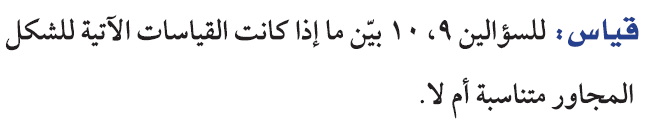 قياس: للسؤالين ٩، ١٠ بيّن ما إذا كانت القياسات الآتية للشكل
المجاور متناسبة أم لا.